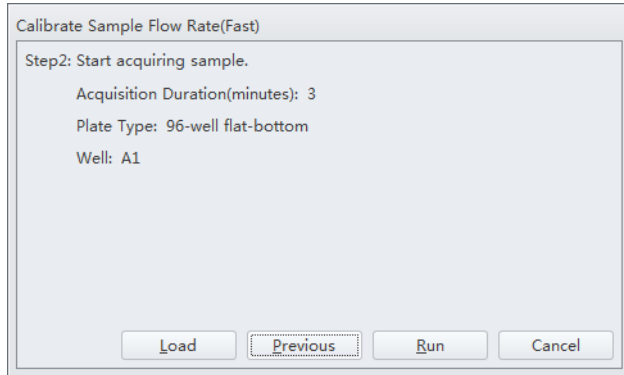 Calibrate Sample Flow Rate(Fast)
Step2: Start acquiring sample.
Acquisition Duration(minutes): 3
Plate Type: 96-well flat-bottom
Well: A1
Load Previous Run Cancel